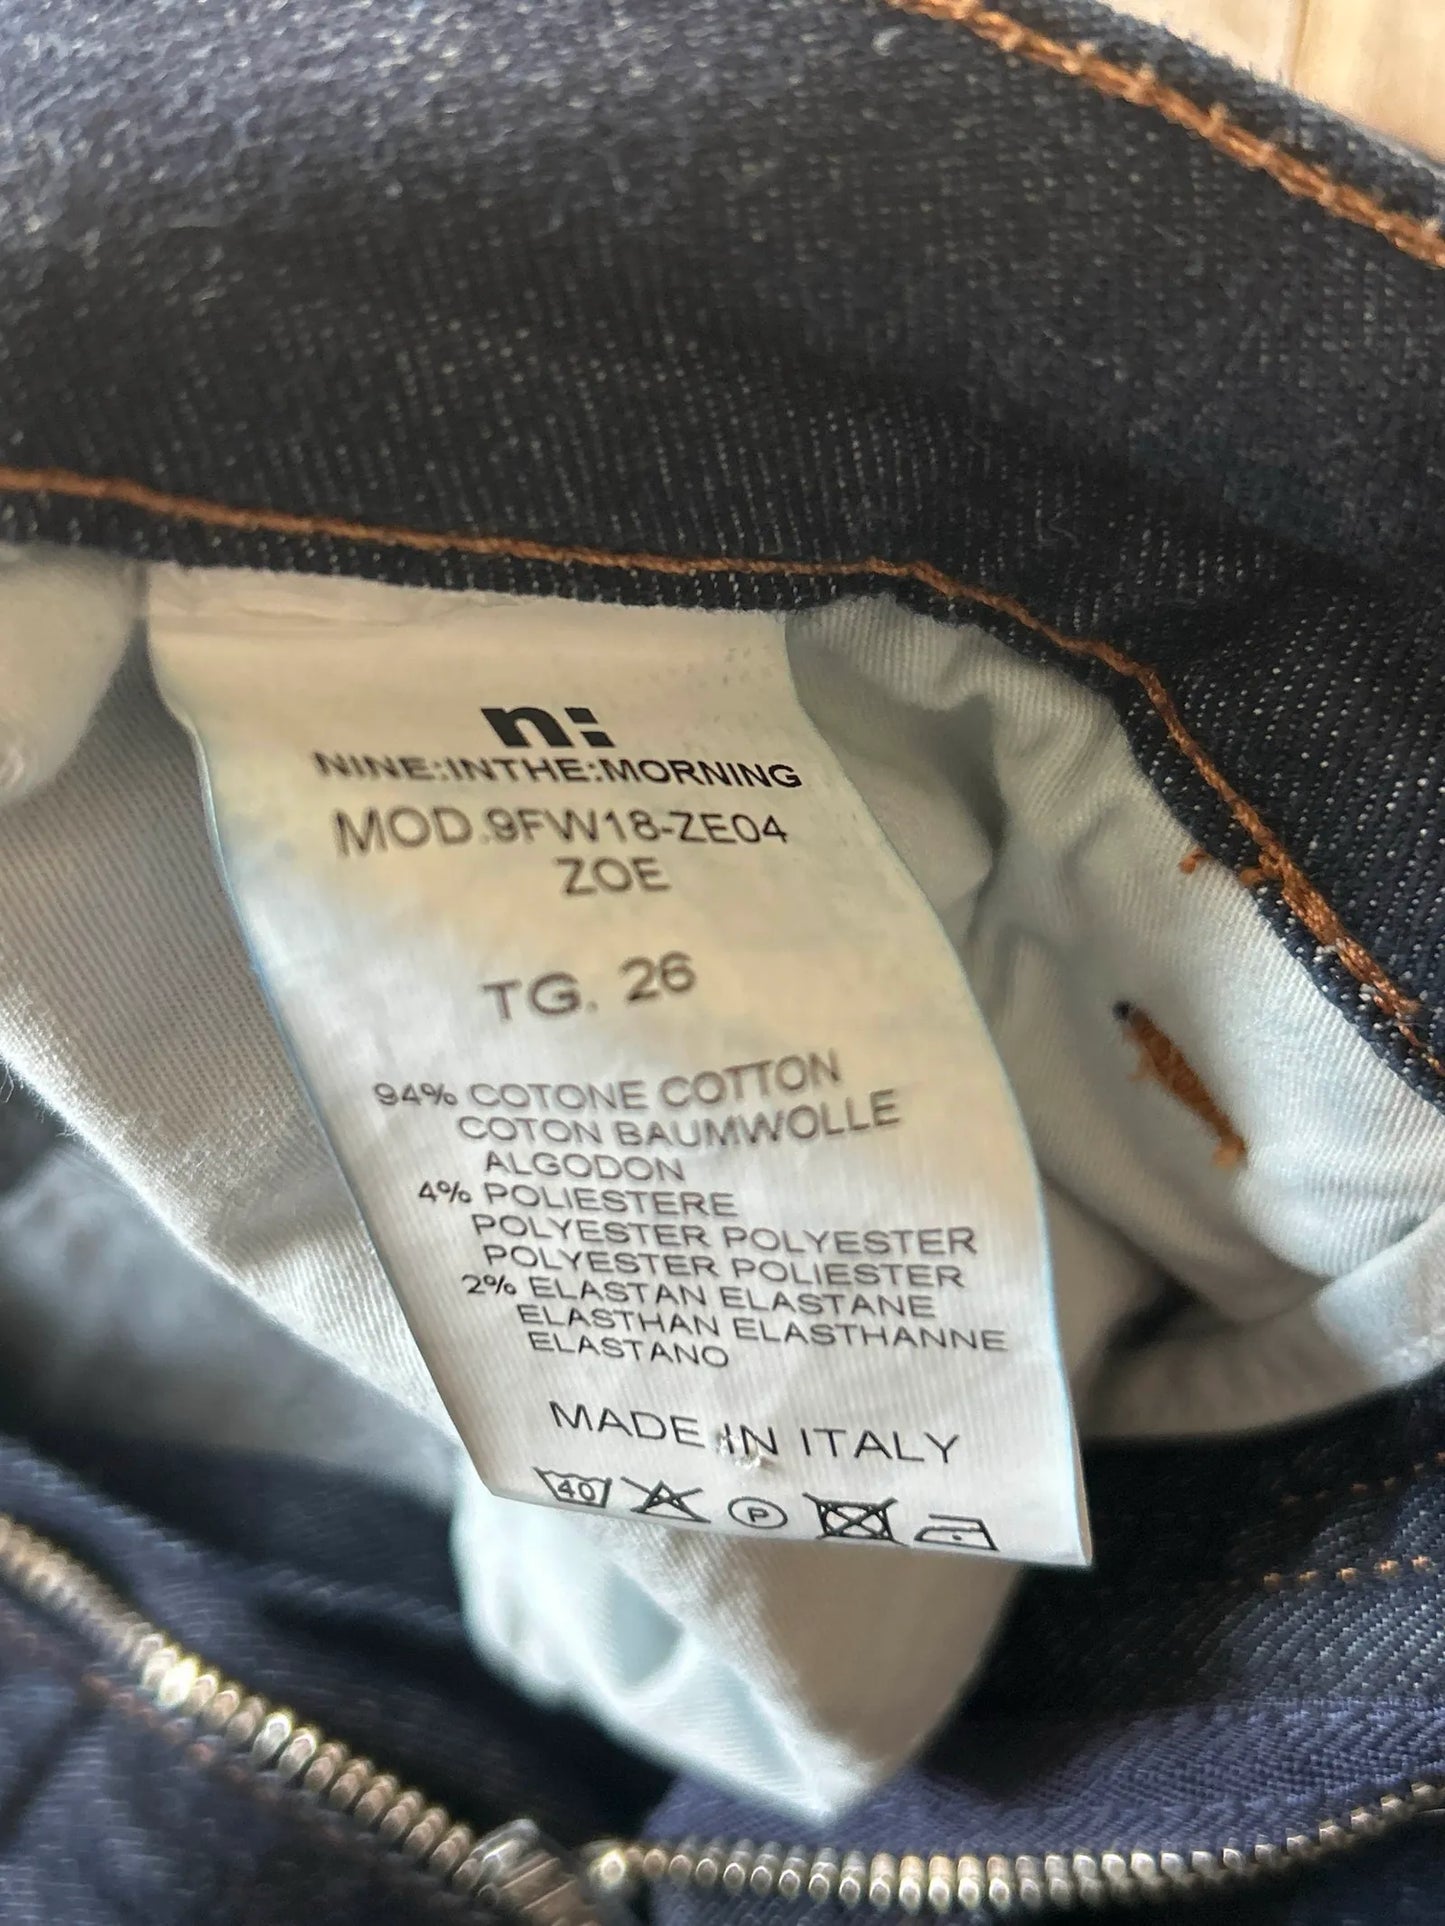 n:
NINE:INTHE:MORNING
MOD.9FW18-ZE04
ZOE
TG. 26
94% COTONE COTTON
COTON BAUMWOLLE
ALGODON
4% POLIESTERE
POLYESTER POLYESTER
POLYESTER POLIESTER
2% ELASTAN ELASTANE
ELASTHAN ELASTHANNE
ELASTANO
MADE IN ITALY
40 P